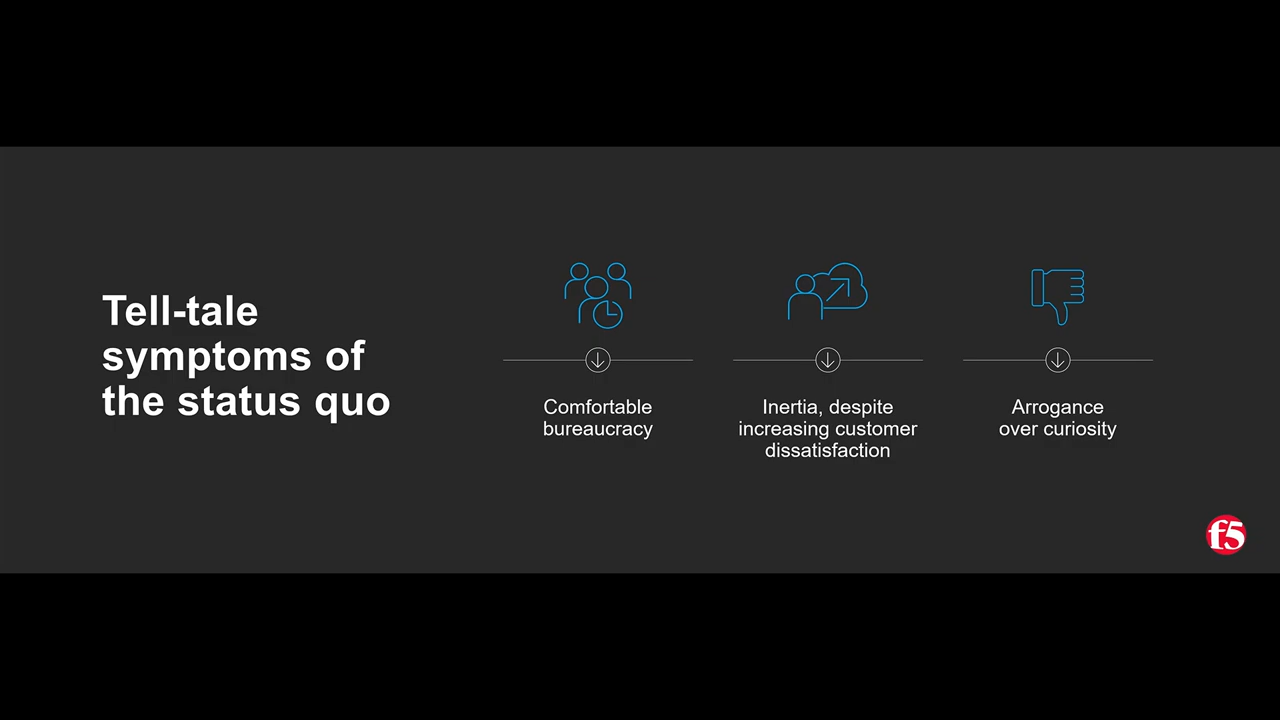 Tell-tale
symptoms of
the status quo
Comfortable
bureaucracy
Inertia, despite
increasing customer
dissatisfaction
Arrogance
over curiosity
f5